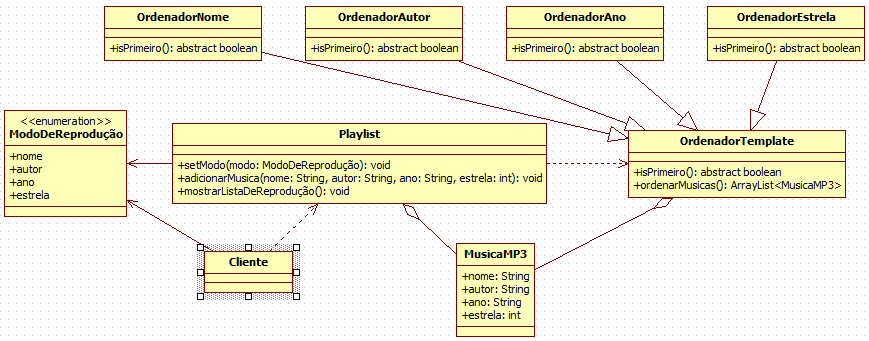 OrdenadorNome
+isPrimeiro(): abstract boolean
OrdenadorAutor
+isPrimeiro(): abstract boolean
OrdenadorAno
+isPrimeiro(): abstract boolean
OrdenadorEstrela
+isPrimeiro(): abstract boolean
<<enumeration>>
ModoDeReprodução
+nome
+autor
+ano
+estrela
Playlist
+setModo(modo: ModoDeReprodução): void
+adicionarMusica(nome: String, autor: String, ano: String, estrela: int): void
+mostrarListaDeReprodução(): void
OrdenadorTemplate
+isPrimeiro(): abstract boolean
+ordenarMusicas(): ArrayList<MusicaMP3>
Cliente
MusicaMP3
+nome: String
+autor: String
+ano: String
+estrela: int